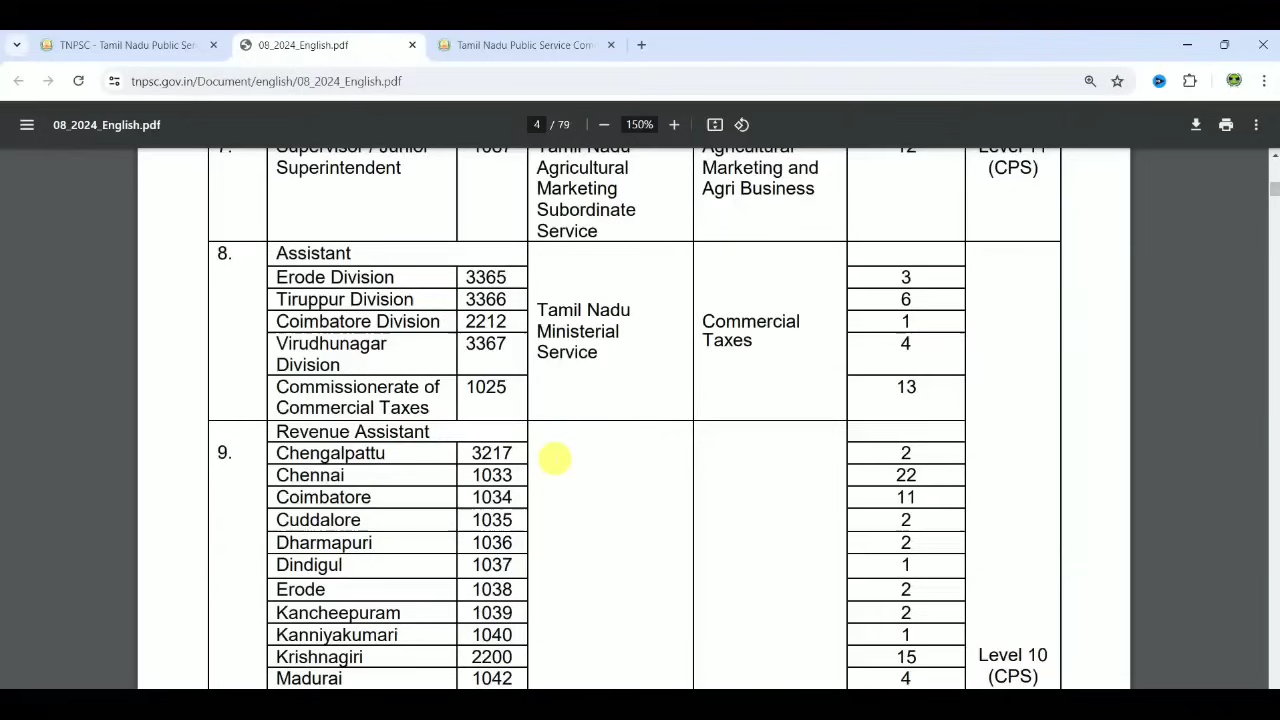 TNPSC - Tamil Nadu Public Ser
08_2024_English.pdf
Tamil Nadu Public Service Com
tnpsc.gov.in/Document/english/08_2024_English.pdf
08_2024_English.pdf
4 / 79
150%
7. Supervisor / Junior 1087 Tamil Nadu Agricultural 12 Level 11
Superintendent Agricultural Marketing and (CPS)
Marketing Agri Business
Subordinate
Service
8. Assistant
Erode Division 3365 3
Tiruppur Division 3366 Tamil Nadu 6
Coimbatore Division 2212 Ministerial Commercial 1
Virudhunagar 3367 Service Taxes 4
Division
Commissionerate of 1025 13
Commercial Taxes
Revenue Assistant
9. Chengalpattu 3217 2
Chennai 1033 22
Coimbatore 1034 11
Cuddalore 1035 2
Dharmapuri 1036 2
Dindigul 1037 1
Erode 1038 2
Kancheepuram 1039 2
Kanniyakumari 1040 1
Krishnagiri 2200 15 Level 10
Madurai 1042 4 (CPS)